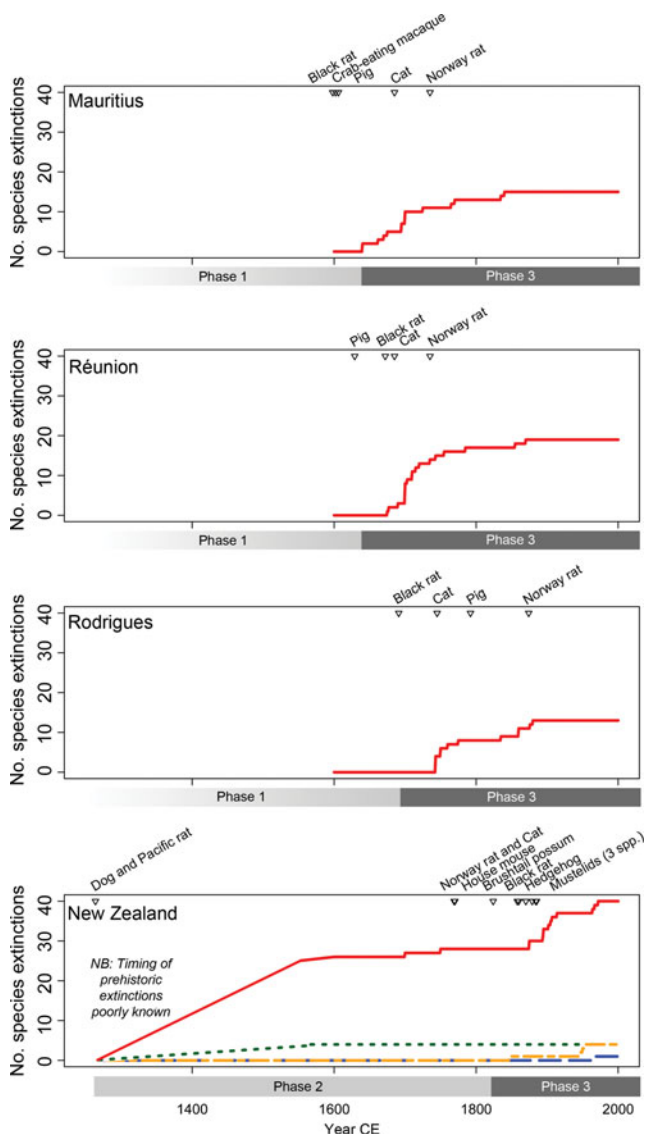 Black rat
Crab-eating macaque
Pig
Cat
Norway rat
No. species extinctions
40
30
20
10
0
Mauritius
Phase 1
Phase 3
Pig
Black rat
Cat
Norway rat
No. species extinctions
40
30
20
10
0
Réunion
Phase 1
Phase 3
Black rat
Cat
Pig
Norway rat
No. species extinctions
40
30
20
10
0
Rodrigues
Phase 1
Phase 3
Dog and Pacific rat
Norway rat and Cat
House mouse
Brushtail possum
Black rat
Hedgehog
Mustelids (3 spp.)
No. species extinctions
40
30
20
10
0
New Zealand
NB: Timing of
prehistoric
extinctions
poorly known
Phase 2
Phase 3
1400
1600
1800
2000
Year CE